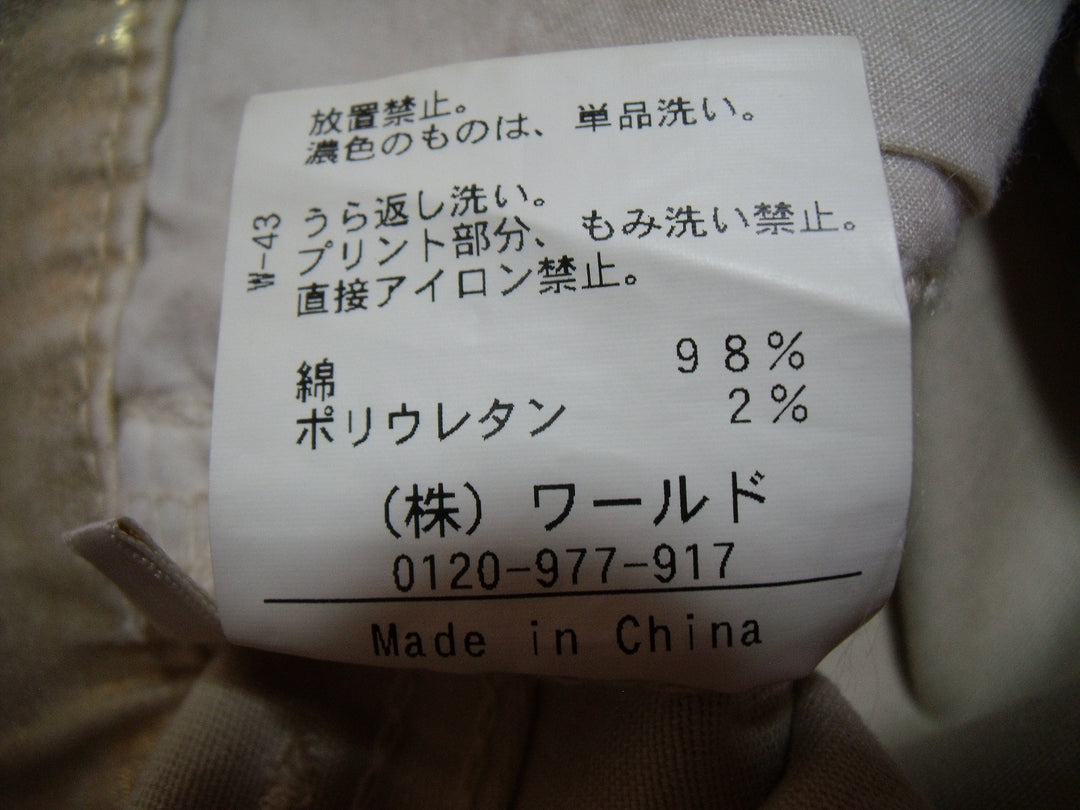 放置禁止。
濃色のものは、単品洗い。
うら返し洗い。
プリント部分、もみ洗い禁止。
直接アイロン禁止。
W-43
綿 98%
ポリウレタン 2%
(株) ワールド
0120-977-917
Made in China